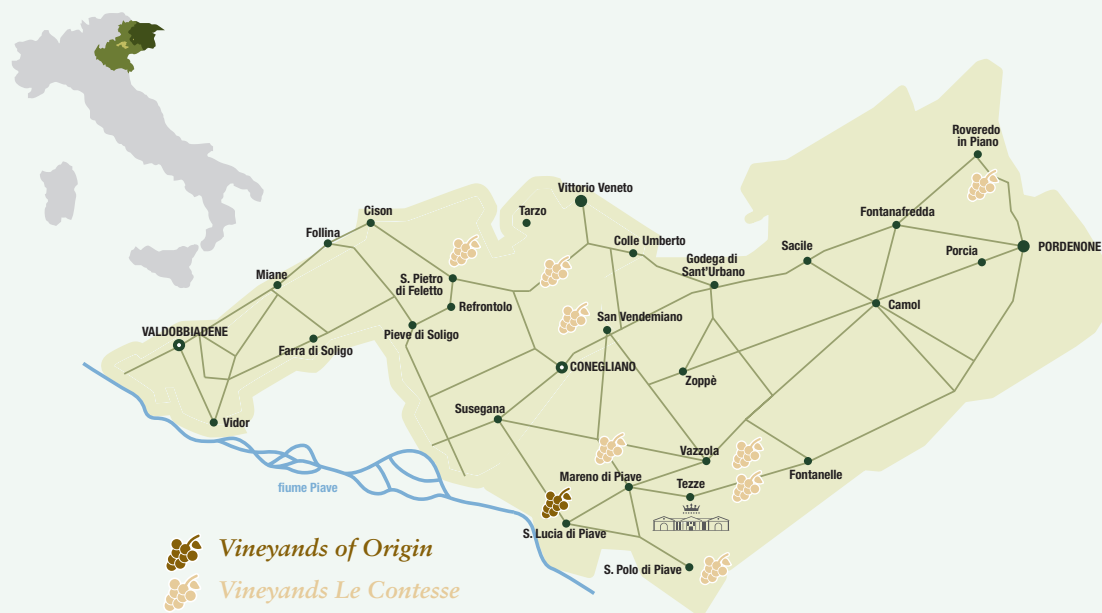 Roveredo
in Piano
Vittorio Veneto
Cison
Tarzo
Fontanafredda
Follina
Colle Umberto
Sacile
PORDENONE
Porcia
Godega di
Sant'Urbano
Miane
S. Pietro
di Feletto
Refrontolo
Camol
San Vendemiano
VALDOBBIADENE
Pieve di Soligo
Farra di Soligo
CONEGLIANO
Zoppè
Susegana
Vidor
Vazzola
Mareno di Piave
Tezze
Fontanelle
fiume Piave
S. Lucia di Piave
S. Polo di Piave
Vineyands of Origin
Vineyands Le Contesse